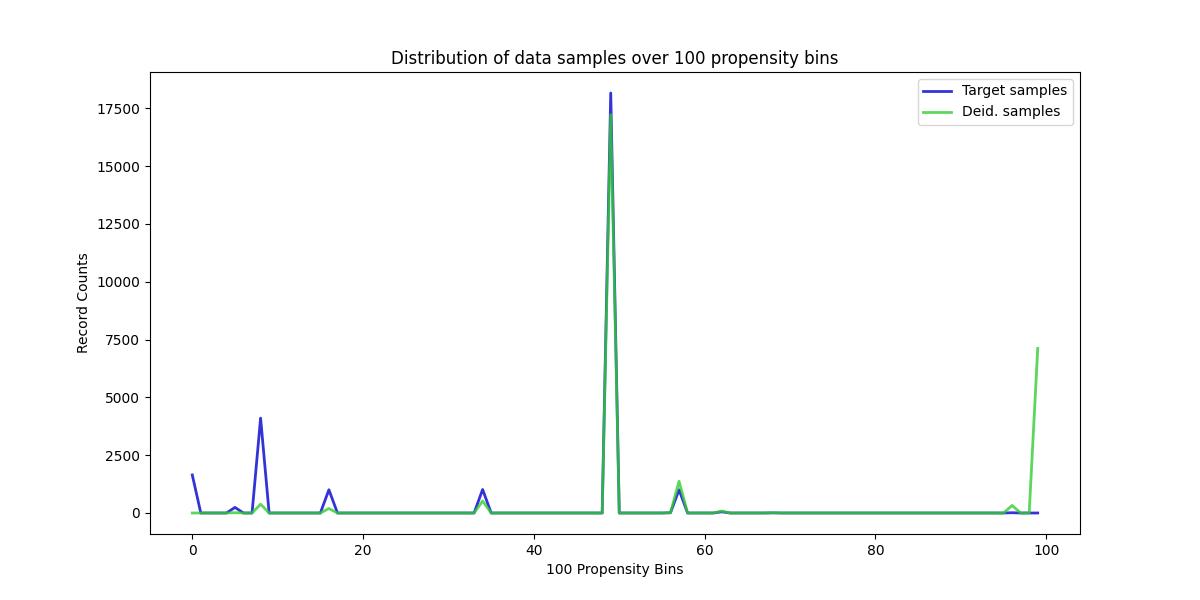 Distribution of data samples over 100 propensity bins
Target samples
Deid. samples
17500
15000
12500
10000
7500
5000
2500
0
Record Counts
0 20 40 60 80 100
100 Propensity Bins